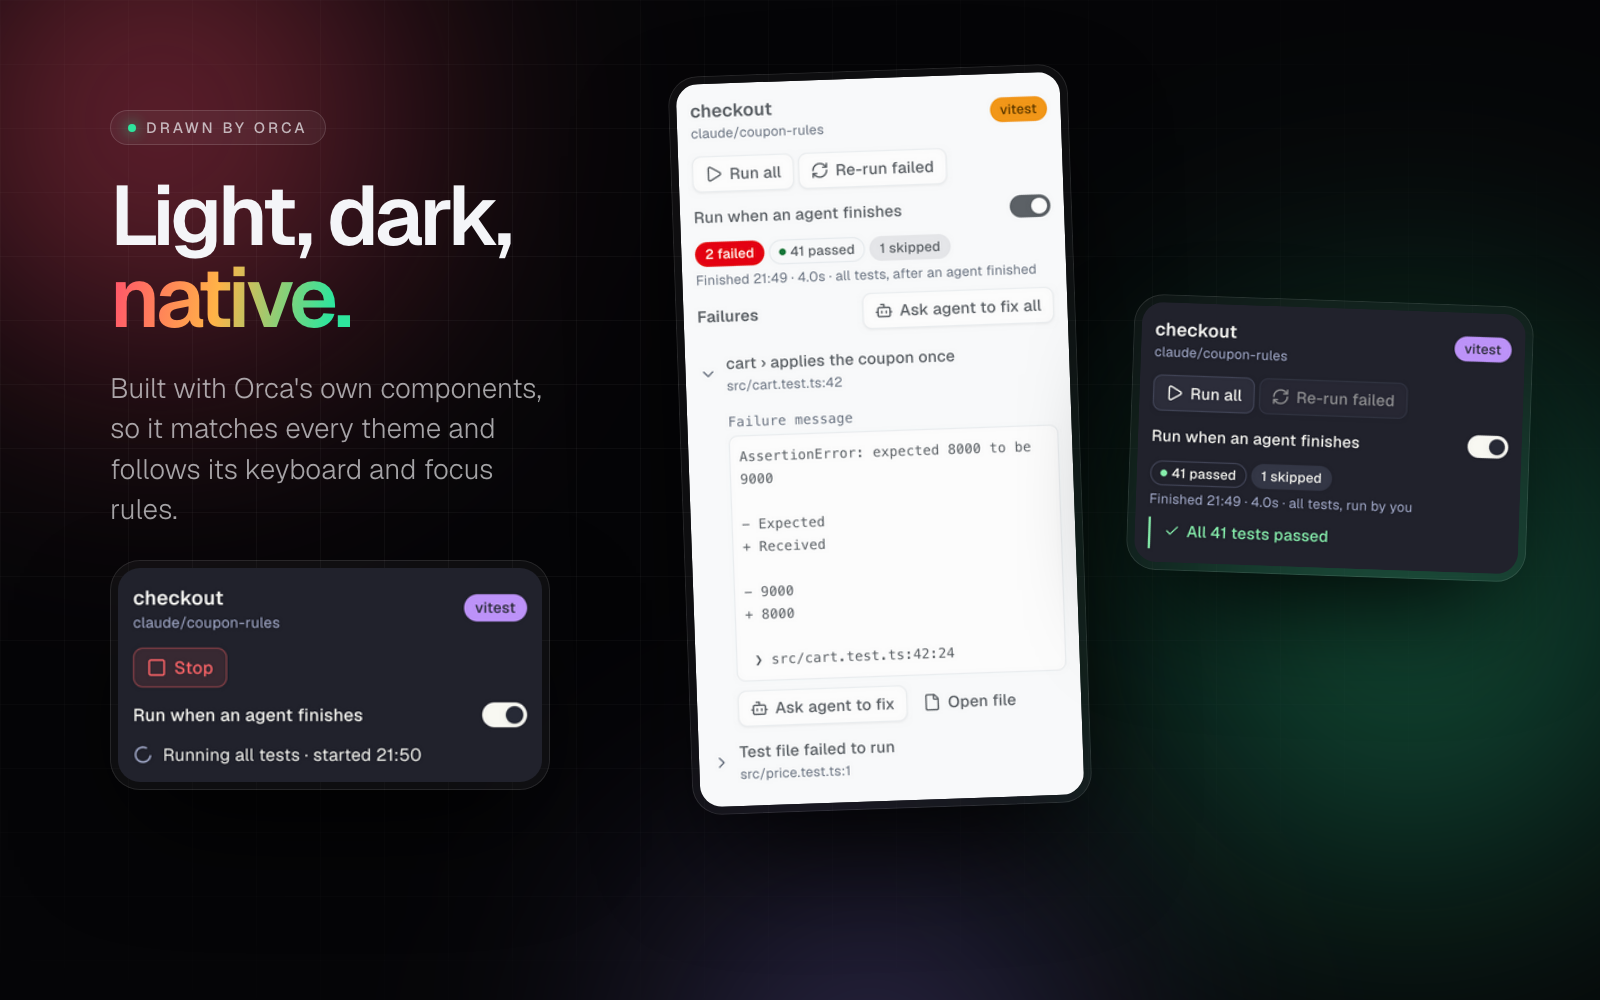 DRAWN BY ORCA
Light, dark,
native.
Built with Orca's own components,
so it matches every theme and
follows its keyboard and focus
rules.
checkout
vitest
claude/coupon-rules
Stop
Run when an agent finishes
Running all tests · started 21:50
checkout
vitest
claude/coupon-rules
Run all
Re-run failed
Run when an agent finishes
2 failed
41 passed
1 skipped
Finished 21:49 · 4.0s · all tests, after an agent finished
Failures
Ask agent to fix all
cart › applies the coupon once
src/cart.test.ts:42
Failure message
AssertionError: expected 8000 to be
9000
- Expected
+ Received
- 9000
+ 8000
❯ src/cart.test.ts:42:24
Ask agent to fix
Open file
Test file failed to run
src/price.test.ts:1
checkout
vitest
claude/coupon-rules
Run all
Re-run failed
Run when an agent finishes
41 passed
1 skipped
Finished 21:49 · 4.0s · all tests, run by you
All 41 tests passed